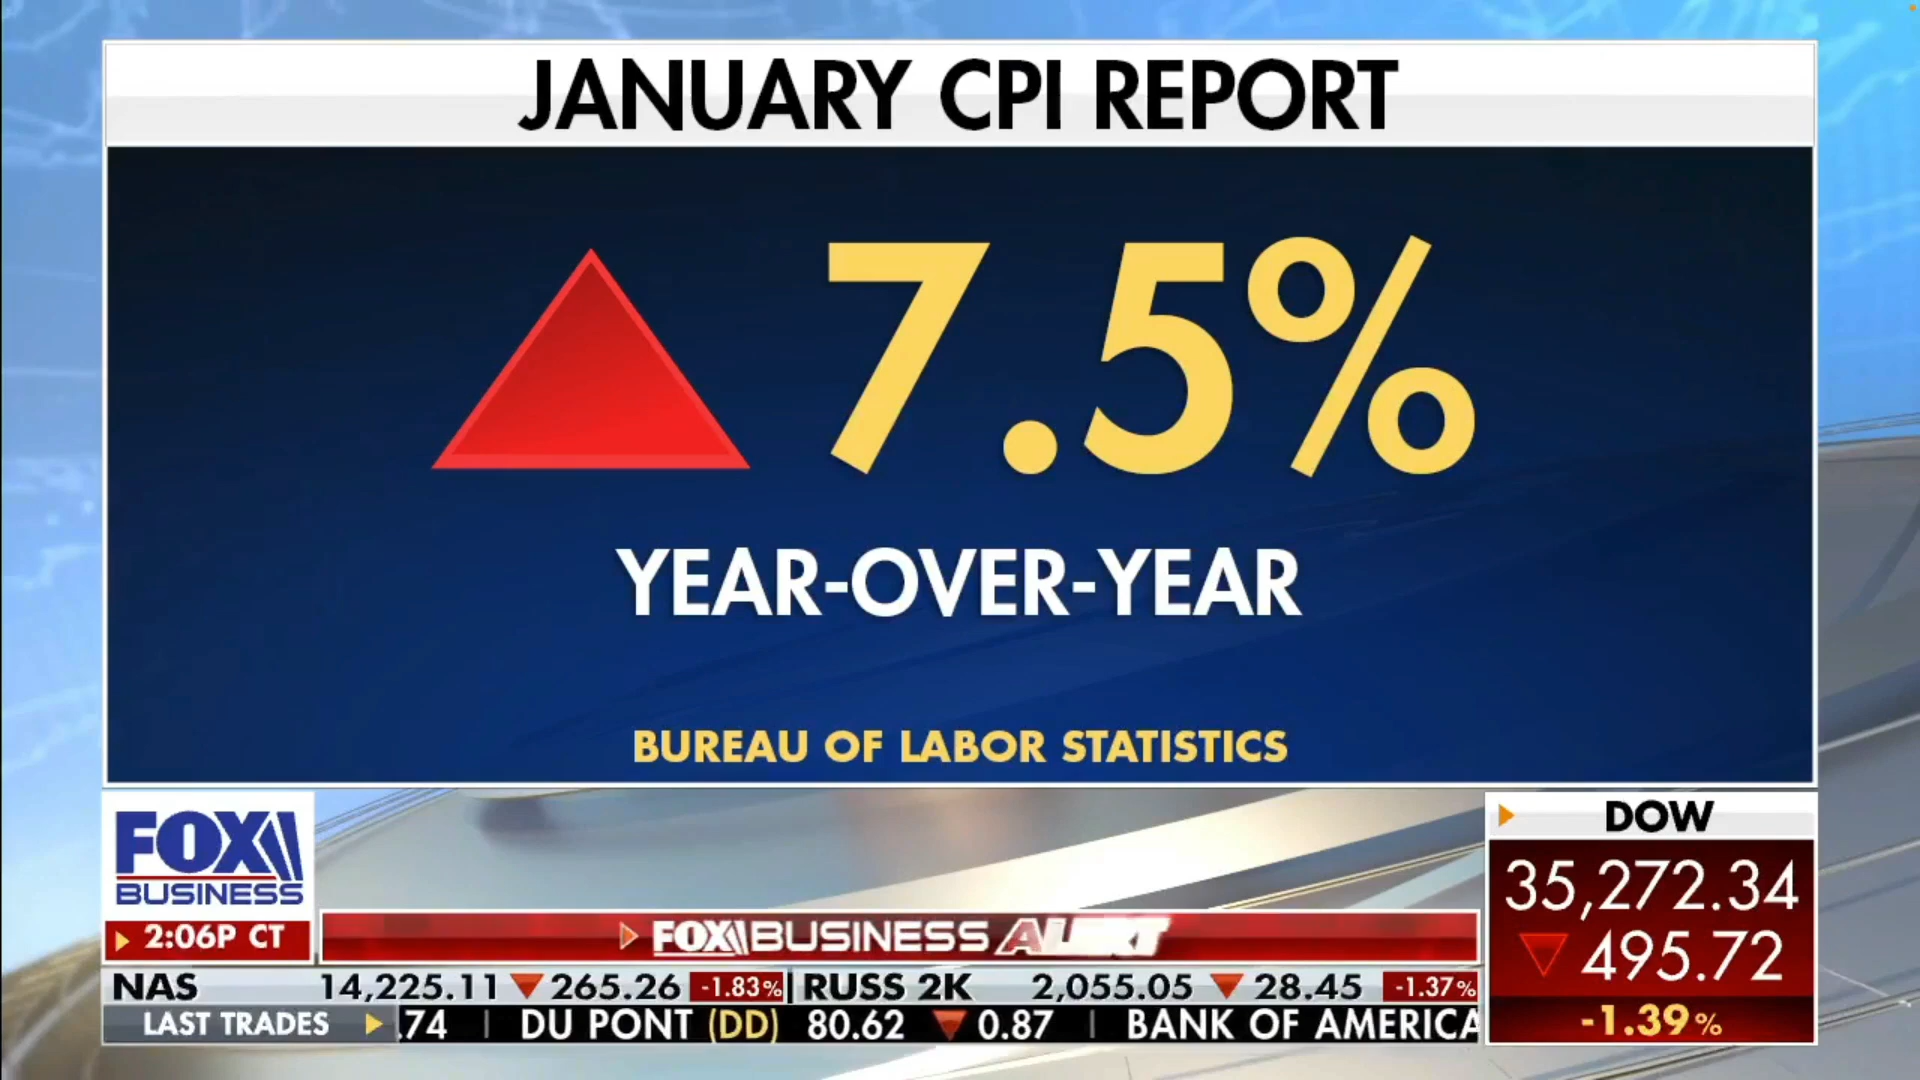 JANUARY CPI REPORT
7.5%
YEAR-OVER-YEAR
BUREAU OF LABOR STATISTICS
FOX
BUSINESS
DOW
35,272.34
495.72
-1.39%
2:06P CT
FOX BUSINESS ALERT
NAS 14,225.11 265.26 -1.83% RUSS 2K 2,055.05 28.45 -1.37%
LAST TRADES .74 | DU PONT (DD) 80.62 0.87 | BANK OF AMERICA